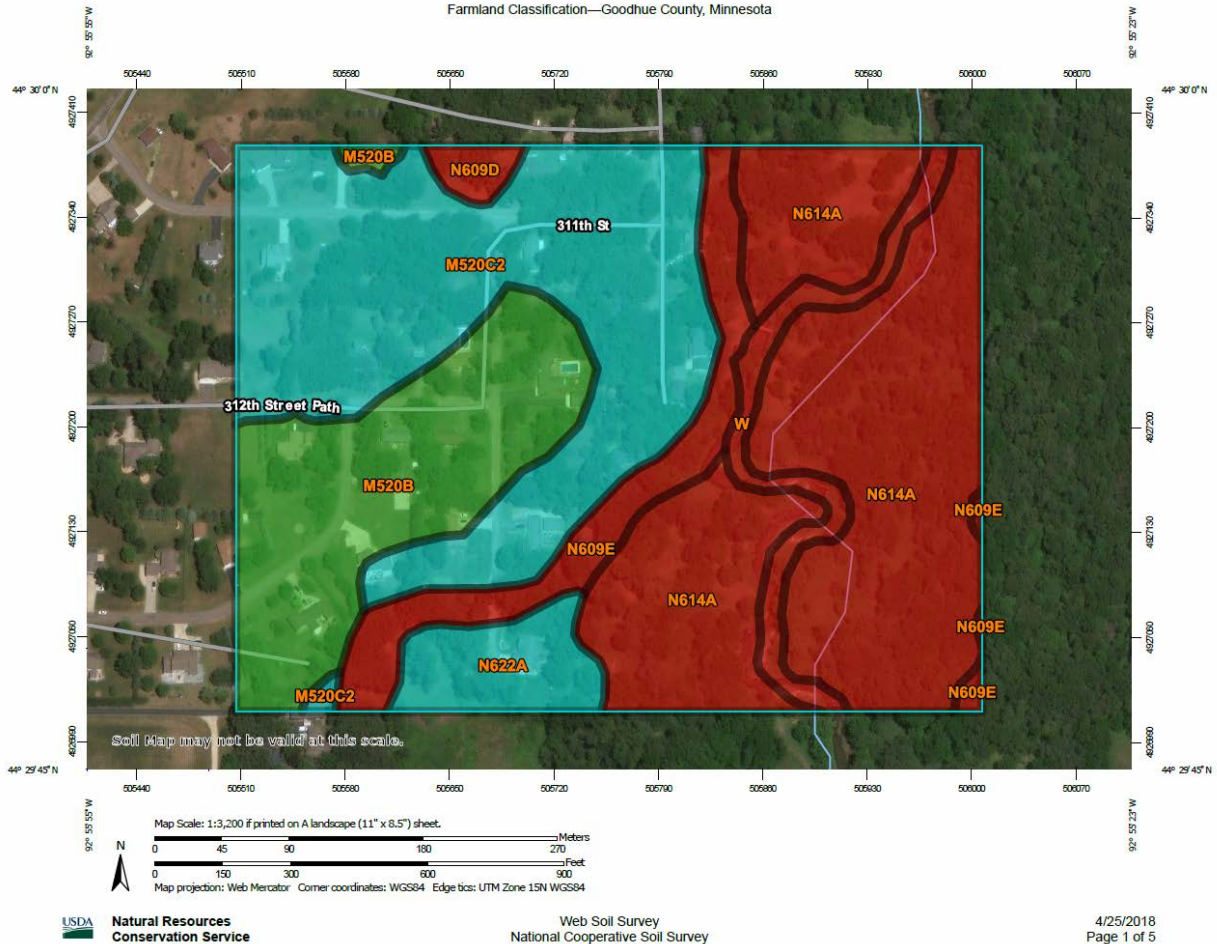 Farmland Classification—Goodhue County, Minnesota
92° 55' 55" W
92° 55' 23" W
505440 505510 505580 505650 505720 505790 505860 505930 506000 506070
44° 30' 0" N
44° 30' 0" N
4927410
4927410
M520B
N609D
N614A
4927340
4927340
311th St
M520C2
4927270
4927270
312th Street Path
4927200
W
4927200
M520B
N614A
N609E
4927130
4927130
N609E
N614A
4927060
N609E
4927060
N622A
M520C2
N609E
Soil Map may not be valid at this scale.
4926990
4926990
44° 29' 45" N
44° 29' 45" N
505440 505510 505580 505650 505720 505790 505860 505930 506000 506070
92° 55' 55" W
92° 55' 23" W
Map Scale: 1:3,200 if printed on A landscape (11" x 8.5") sheet.
Meters
N
0 45 90 180 270
Feet
0 150 300 600 900
Map projection: Web Mercator Corner coordinates: WGS84 Edge tics: UTM Zone 15N WGS84
USDA
Natural Resources
Conservation Service
Web Soil Survey
National Cooperative Soil Survey
4/25/2018
Page 1 of 5